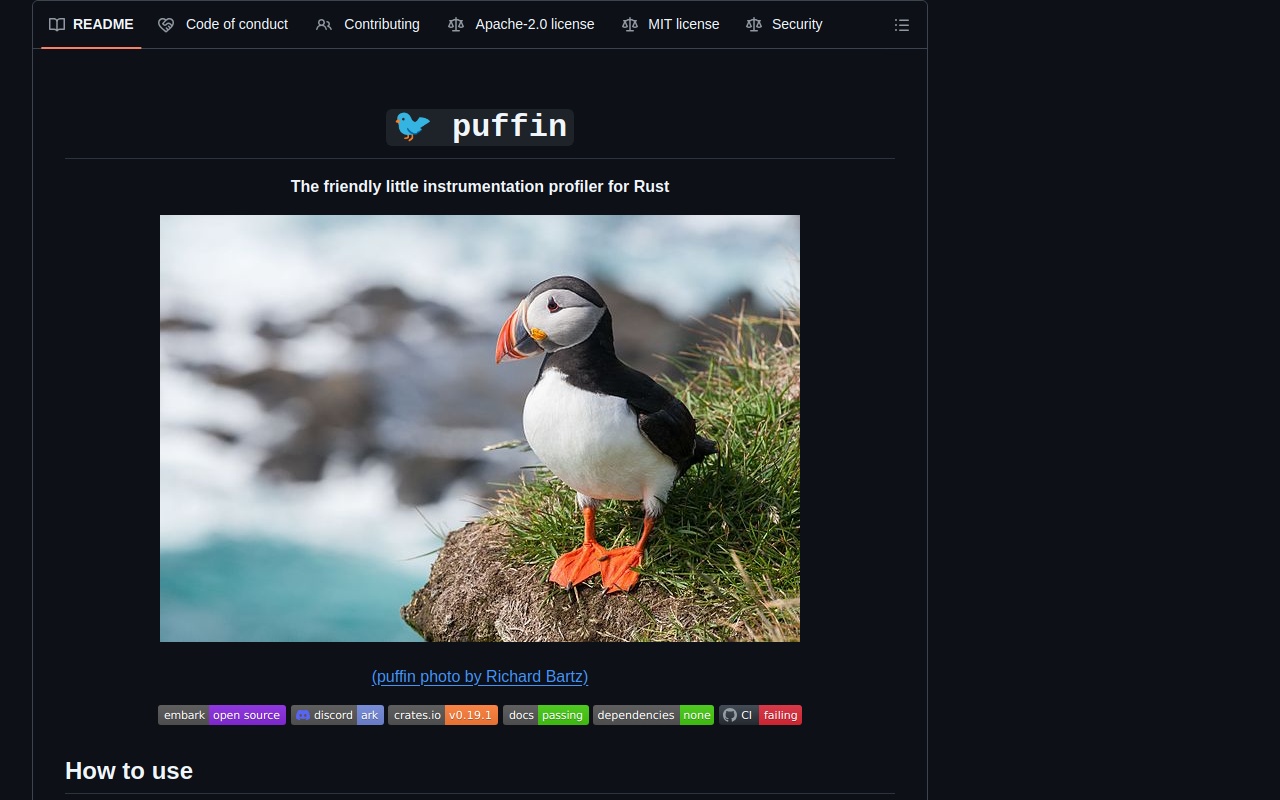 README Code of conduct Contributing Apache-2.0 license MIT license Security
🐦 puffin
The friendly little instrumentation profiler for Rust
(puffin photo by Richard Bartz)
embark open source discord ark crates.io v0.19.1 docs passing dependencies none CI failing
How to use